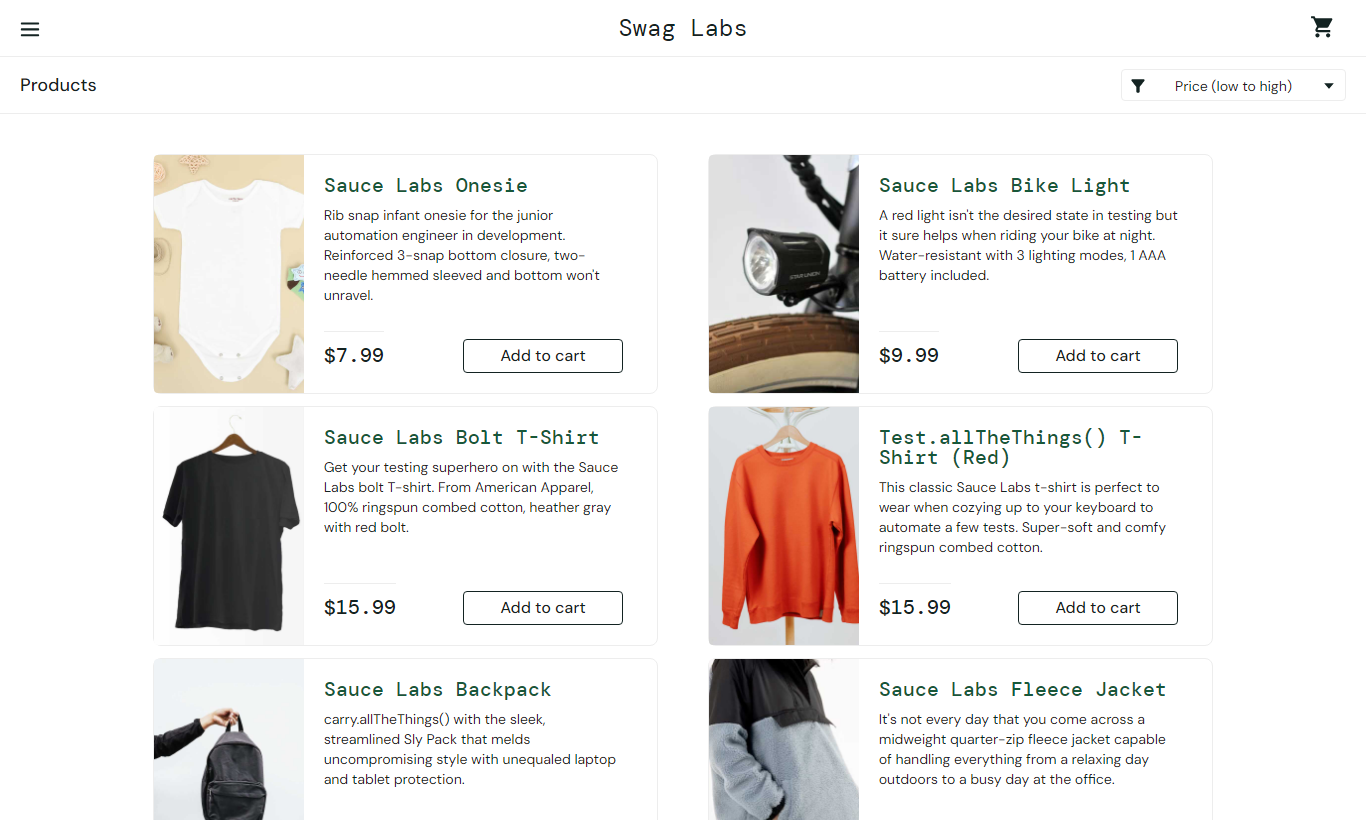 Swag Labs
Products
Price (low to high)
Sauce Labs Onesie
Rib snap infant onesie for the junior
automation engineer in development.
Reinforced 3-snap bottom closure, two-
needle hemmed sleeved and bottom won't
unravel.
$7.99
Add to cart
Sauce Labs Bike Light
A red light isn't the desired state in testing but
it sure helps when riding your bike at night.
Water-resistant with 3 lighting modes, 1 AAA
battery included.
$9.99
Add to cart
Sauce Labs Bolt T-Shirt
Get your testing superhero on with the Sauce
Labs bolt T-shirt. From American Apparel,
100% ringspun combed cotton, heather gray
with red bolt.
$15.99
Add to cart
Test.allTheThings() T-
Shirt (Red)
This classic Sauce Labs t-shirt is perfect to
wear when cozying up to your keyboard to
automate a few tests. Super-soft and comfy
ringspun combed cotton.
$15.99
Add to cart
Sauce Labs Backpack
carry.allTheThings() with the sleek,
streamlined Sly Pack that melds
uncompromising style with unequaled laptop
and tablet protection.
Sauce Labs Fleece Jacket
It's not every day that you come across a
midweight quarter-zip fleece jacket capable
of handling everything from a relaxing day
outdoors to a busy day at the office.